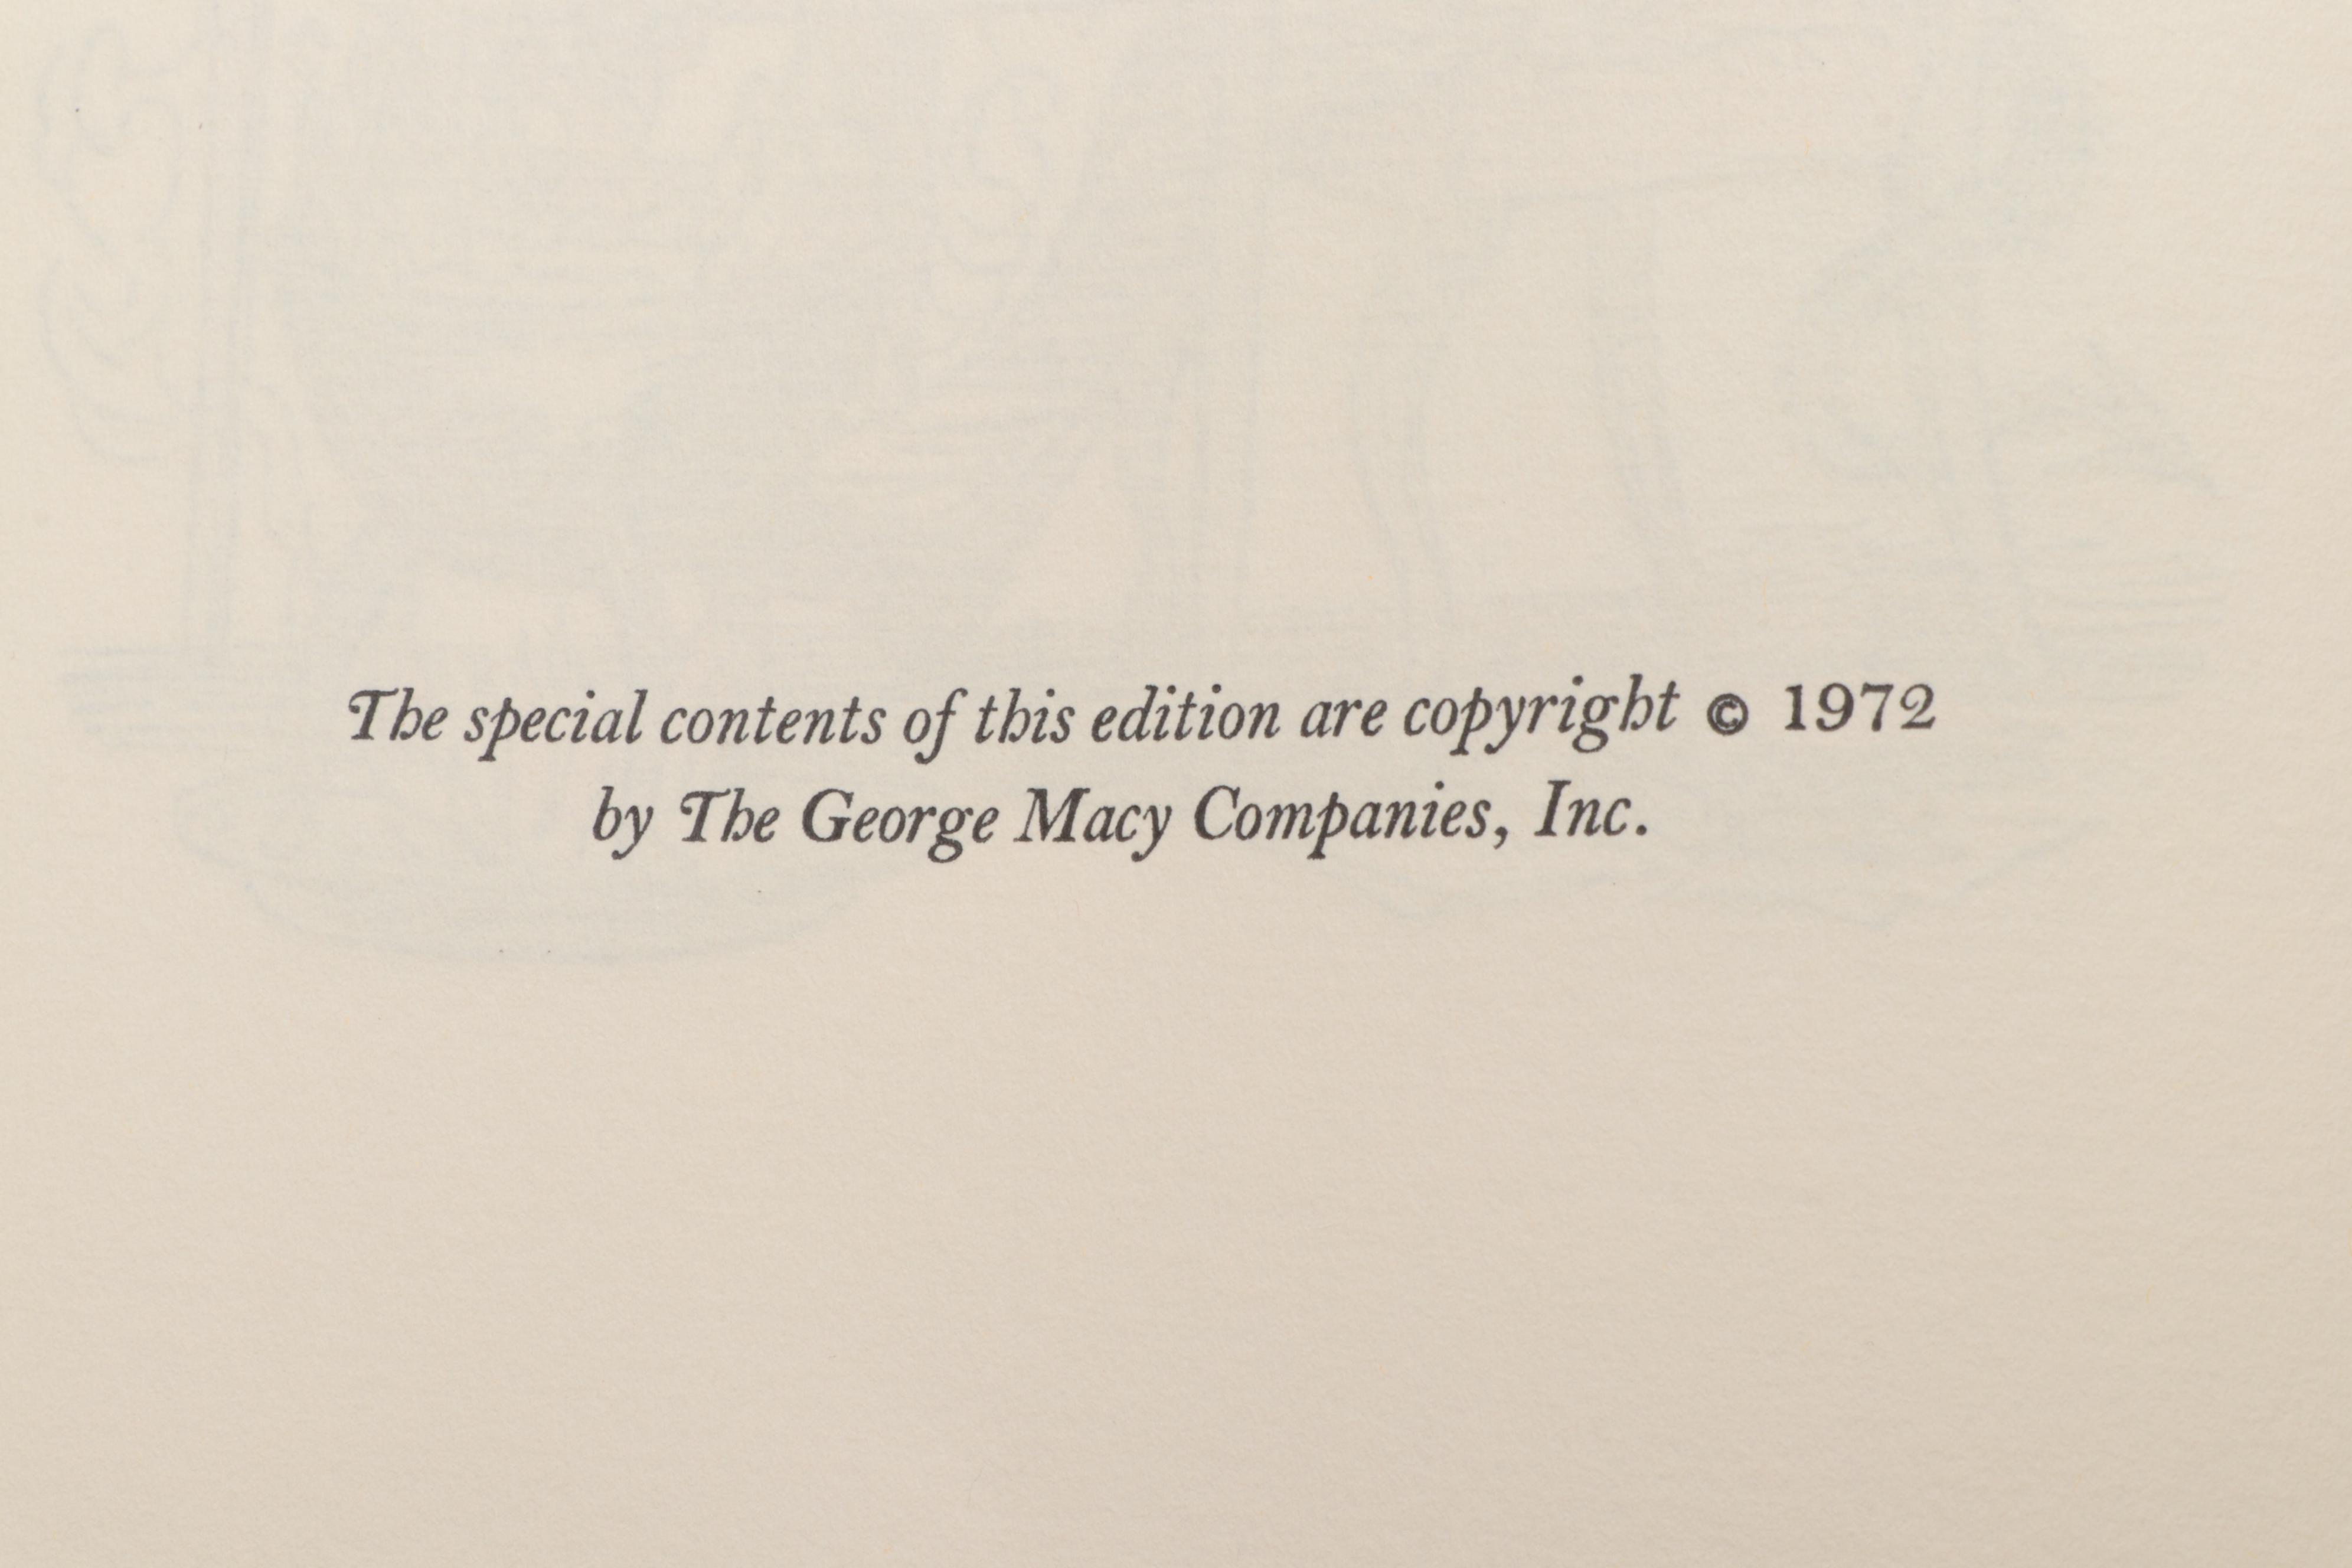 The special contents of this edition are copyright © 1972
by The George Macy Companies, Inc.